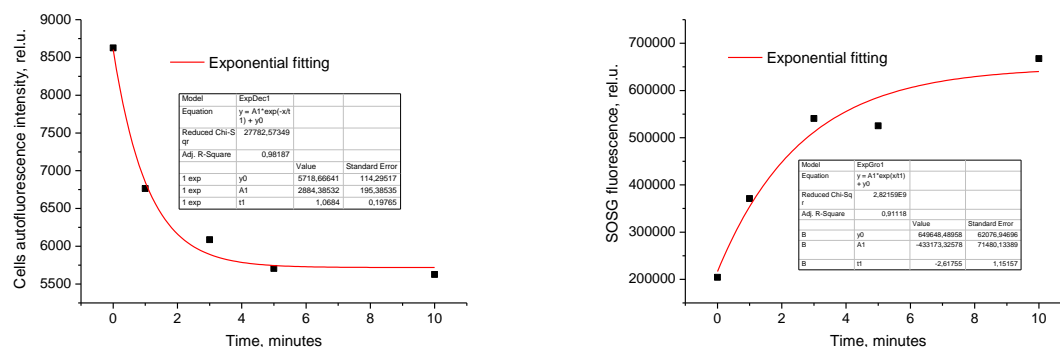 9000
8500
8000
7500
7000
6500
6000
5500
Cells autofluorescence intensity, rel.u.
Exponential fitting
Model ExpDec1
Equation y = A1*exp(-x/t
1) + y0
Reduced Chi-S
qr 27782,57349
Adj. R-Square 0,98187
Value Standard Error
1 exp y0 5718,66641 114,29517
1 exp A1 2884,38532 195,38535
1 exp t1 1,0684 0,19765
0 2 4 6 8 10
Time, minutes
700000
600000
500000
400000
300000
200000
SOSG fluorescence, rel.u.
Exponential fitting
Model ExpGro1
Equation y = A1*exp(x/t1)
+ y0
Reduced Chi-Sq
r 2,82159E9
Adj. R-Square 0,91118
Value Standard Error
B y0 649648,48958 62076,94696
B A1 -433173,32578 71480,13389
B t1 -2,61755 1,15157
0 2 4 6 8 10
Time, minutes